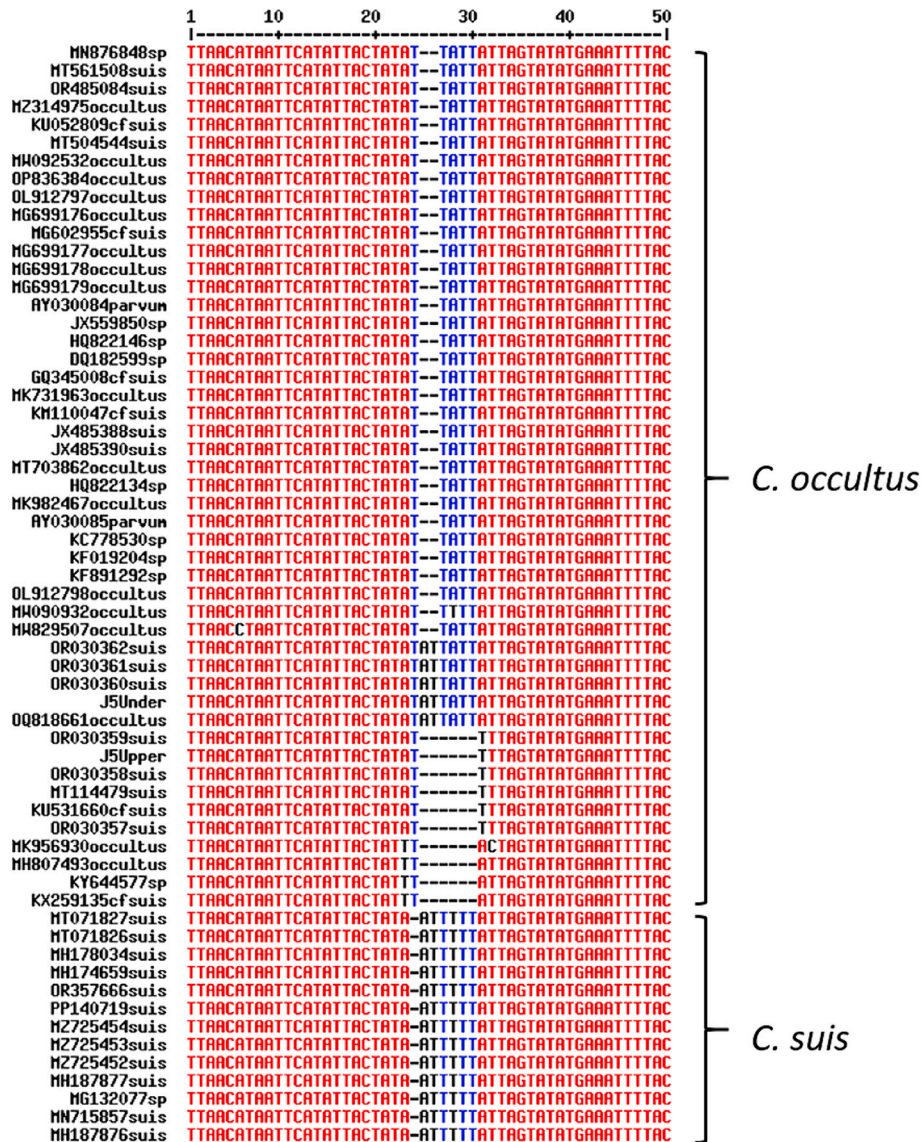 1 10 20 30 40 50
MN876848sp TTAACATAATTCATATTACTATAT--TATTATTAGTATATGAAATTTTAC
MT561508suis TTAACATAATTCATATTACTATAT--TATTATTAGTATATGAAATTTTAC
OR485084suis TTAACATAATTCATATTACTATAT--TATTATTAGTATATGAAATTTTAC
MZ314975occultus TTAACATAATTCATATTACTATAT--TATTATTAGTATATGAAATTTTAC
KU052809cfsuis TTAACATAATTCATATTACTATAT--TATTATTAGTATATGAAATTTTAC
MT504544suis TTAACATAATTCATATTACTATAT--TATTATTAGTATATGAAATTTTAC
MW092532occultus TTAACATAATTCATATTACTATAT--TATTATTAGTATATGAAATTTTAC
OP836384occultus TTAACATAATTCATATTACTATAT--TATTATTAGTATATGAAATTTTAC
OL912797occultus TTAACATAATTCATATTACTATAT--TATTATTAGTATATGAAATTTTAC
MG699176occultus TTAACATAATTCATATTACTATAT--TATTATTAGTATATGAAATTTTAC
MG602955cfsuis TTAACATAATTCATATTACTATAT--TATTATTAGTATATGAAATTTTAC
MG699177occultus TTAACATAATTCATATTACTATAT--TATTATTAGTATATGAAATTTTAC
MG699178occultus TTAACATAATTCATATTACTATAT--TATTATTAGTATATGAAATTTTAC
MG699179occultus TTAACATAATTCATATTACTATAT--TATTATTAGTATATGAAATTTTAC
AY030084parvum TTAACATAATTCATATTACTATAT--TATTATTAGTATATGAAATTTTAC
JX559850sp TTAACATAATTCATATTACTATAT--TATTATTAGTATATGAAATTTTAC
HQ822146sp TTAACATAATTCATATTACTATAT--TATTATTAGTATATGAAATTTTAC
DQ182599sp TTAACATAATTCATATTACTATAT--TATTATTAGTATATGAAATTTTAC
GQ345008cfsuis TTAACATAATTCATATTACTATAT--TATTATTAGTATATGAAATTTTAC
MK731963occultus TTAACATAATTCATATTACTATAT--TATTATTAGTATATGAAATTTTAC
KM110047cfsuis TTAACATAATTCATATTACTATAT--TATTATTAGTATATGAAATTTTAC
JX485388suis TTAACATAATTCATATTACTATAT--TATTATTAGTATATGAAATTTTAC
JX485390suis TTAACATAATTCATATTACTATAT--TATTATTAGTATATGAAATTTTAC
MT703862occultus TTAACATAATTCATATTACTATAT--TATTATTAGTATATGAAATTTTAC
HQ822134sp TTAACATAATTCATATTACTATAT--TATTATTAGTATATGAAATTTTAC
MK982467occultus TTAACATAATTCATATTACTATAT--TATTATTAGTATATGAAATTTTAC
AY030085parvum TTAACATAATTCATATTACTATAT--TATTATTAGTATATGAAATTTTAC
KC778530sp TTAACATAATTCATATTACTATAT--TATTATTAGTATATGAAATTTTAC
KF019204sp TTAACATAATTCATATTACTATAT--TATTATTAGTATATGAAATTTTAC
KF891292sp TTAACATAATTCATATTACTATAT--TATTATTAGTATATGAAATTTTAC
OL912798occultus TTAACATAATTCATATTACTATAT--TATTATTAGTATATGAAATTTTAC
MW090932occultus TTAACATAATTCATATTACTATAT--TTTTATTAGTATATGAAATTTTAC
MW829507occultus TTAACCTAATTCATATTACTATAT--TATTATTAGTATATGAAATTTTAC
OR030362suis TTAACATAATTCATATTACTATATATTATTATTAGTATATGAAATTTTAC
OR030361suis TTAACATAATTCATATTACTATATATTATTATTAGTATATGAAATTTTAC
OR030360suis TTAACATAATTCATATTACTATATATTATTATTAGTATATGAAATTTTAC
J5Under TTAACATAATTCATATTACTATATATTATTATTAGTATATGAAATTTTAC
OQ818661occultus TTAACATAATTCATATTACTATATATTATTATTAGTATATGAAATTTTAC
OR030359suis TTAACATAATTCATATTACTATAT------TTTAGTATATGAAATTTTAC
J5Upper TTAACATAATTCATATTACTATAT------TTTAGTATATGAAATTTTAC
OR030358suis TTAACATAATTCATATTACTATAT------TTTAGTATATGAAATTTTAC
MT114479suis TTAACATAATTCATATTACTATAT------TTTAGTATATGAAATTTTAC
KU531660cfsuis TTAACATAATTCATATTACTATAT------TTTAGTATATGAAATTTTAC
OR030357suis TTAACATAATTCATATTACTATAT------TTTAGTATATGAAATTTTAC
MK956930occultus TTAACATAATTCATATTACTATTT------ACTAGTATATGAAATTTTAC
MH807493occultus TTAACATAATTCATATTACTATTT------ATTAGTATATGAAATTTTAC
KY644577sp TTAACATAATTCATATTACTATTT------ATTAGTATATGAAATTTTAC
KX259135cfsuis TTAACATAATTCATATTACTATTT------ATTAGTATATGAAATTTTAC
C. occultus
MT071827suis TTAACATAATTCATATTACTATA-ATTTTTATTAGTATATGAAATTTTAC
MT071826suis TTAACATAATTCATATTACTATA-ATTTTTATTAGTATATGAAATTTTAC
MH178034suis TTAACATAATTCATATTACTATA-ATTTTTATTAGTATATGAAATTTTAC
MH174659suis TTAACATAATTCATATTACTATA-ATTTTTATTAGTATATGAAATTTTAC
OR357666suis TTAACATAATTCATATTACTATA-ATTTTTATTAGTATATGAAATTTTAC
PP140719suis TTAACATAATTCATATTACTATA-ATTTTTATTAGTATATGAAATTTTAC
MZ725454suis TTAACATAATTCATATTACTATA-ATTTTTATTAGTATATGAAATTTTAC
MZ725453suis TTAACATAATTCATATTACTATA-ATTTTTATTAGTATATGAAATTTTAC
MZ725452suis TTAACATAATTCATATTACTATA-ATTTTTATTAGTATATGAAATTTTAC
MH187877suis TTAACATAATTCATATTACTATA-ATTTTTATTAGTATATGAAATTTTAC
MG132077sp TTAACATAATTCATATTACTATA-ATTTTTATTAGTATATGAAATTTTAC
MN715857suis TTAACATAATTCATATTACTATA-ATTTTTATTAGTATATGAAATTTTAC
MH187876suis TTAACATAATTCATATTACTATA-ATTTTTATTAGTATATGAAATTTTAC
C. suis